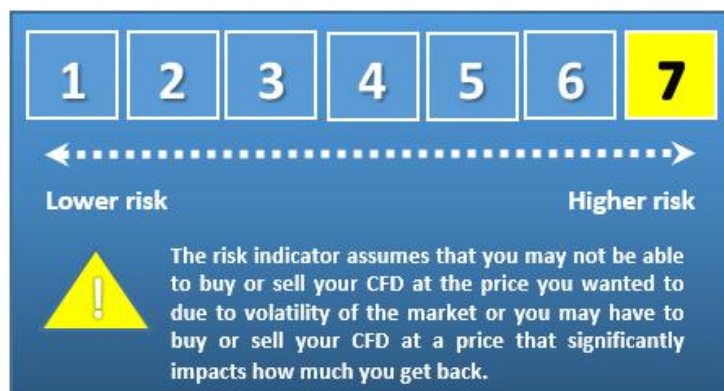 1 2 3 4 5 6 7
Lower risk Higher risk
!
The risk indicator assumes that you may not be able
to buy or sell your CFD at the price you wanted to
due to volatility of the market or you may have to
buy or sell your CFD at a price that significantly
impacts how much you get back.